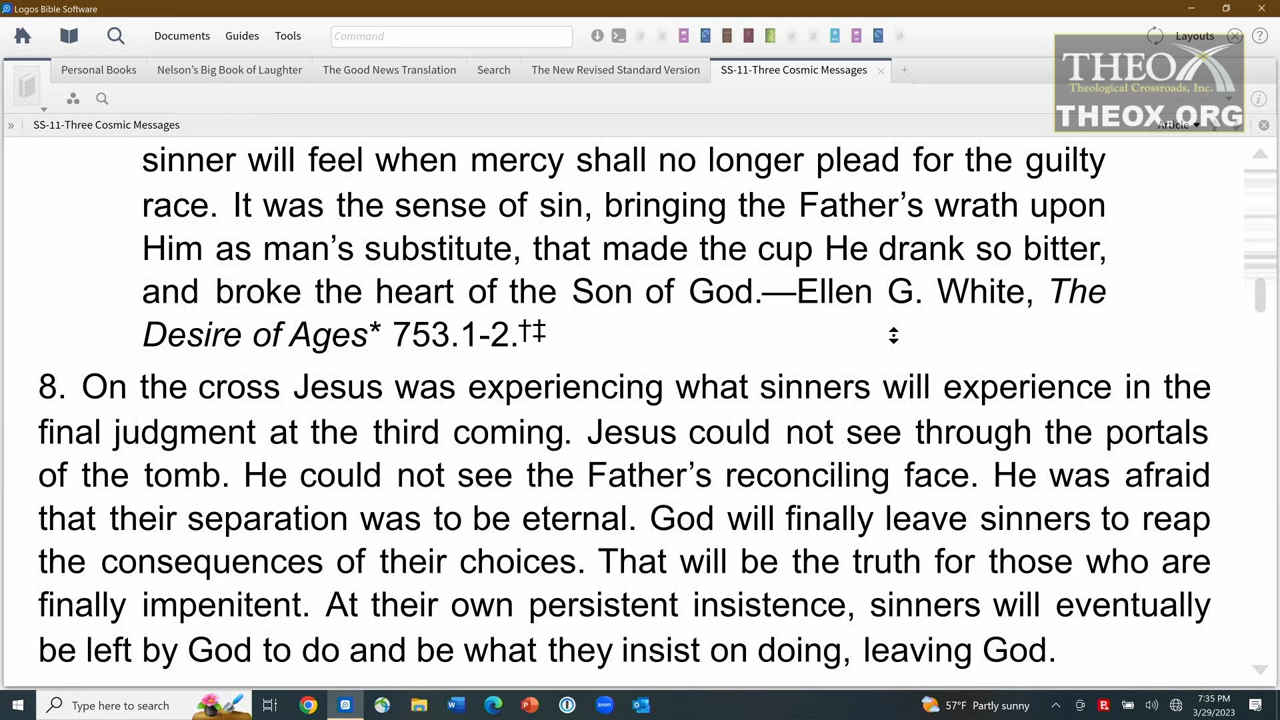 Logos Bible Software
Documents Guides Tools Command Layouts
Personal Books Nelson's Big Book of Laughter The Good News Translation Search The New Revised Standard Version SS-11-Three Cosmic Messages
THEOX
Theological Crossroads, Inc.
THEOX.ORG
SS-11-Three Cosmic Messages Article
sinner will feel when mercy shall no longer plead for the guilty
race. It was the sense of sin, bringing the Father's wrath upon
Him as man's substitute, that made the cup He drank so bitter,
and broke the heart of the Son of God.—Ellen G. White, The
Desire of Ages* 753.1-2.†‡
8. On the cross Jesus was experiencing what sinners will experience in the
final judgment at the third coming. Jesus could not see through the portals
of the tomb. He could not see the Father's reconciling face. He was afraid
that their separation was to be eternal. God will finally leave sinners to reap
the consequences of their choices. That will be the truth for those who are
finally impenitent. At their own persistent insistence, sinners will eventually
be left by God to do and be what they insist on doing, leaving God.
Type here to search 57°F Partly sunny 7:35 PM
3/29/2023